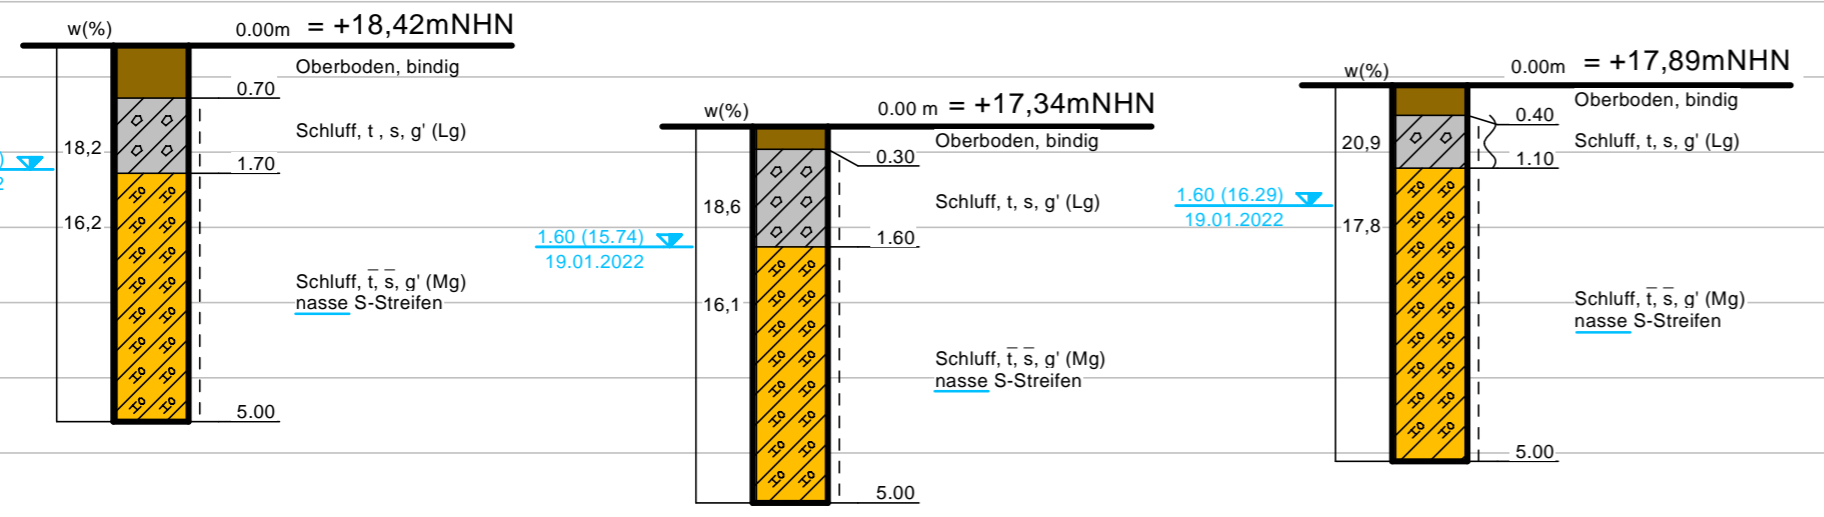 w(%)
0.00m = +18,42mNHN
Oberboden, bindig
0.70
Schluff, t , s, g' (Lg)
18,2
1.70
16,2
Schluff, t̅, s̅, g' (Mg)
nasse S-Streifen
5.00
w(%)
0.00 m = +17,34mNHN
Oberboden, bindig
0.30
Schluff, t, s, g' (Lg)
18,6
1.60 (15.74)
19.01.2022
1.60
16,1
Schluff, t̅, s̅, g' (Mg)
nasse S-Streifen
5.00
w(%)
0.00m = +17,89mNHN
Oberboden, bindig
0.40
20,9
Schluff, t, s, g' (Lg)
1.10
1.60 (16.29)
19.01.2022
17,8
Schluff, t̅, s̅, g' (Mg)
nasse S-Streifen
5.00